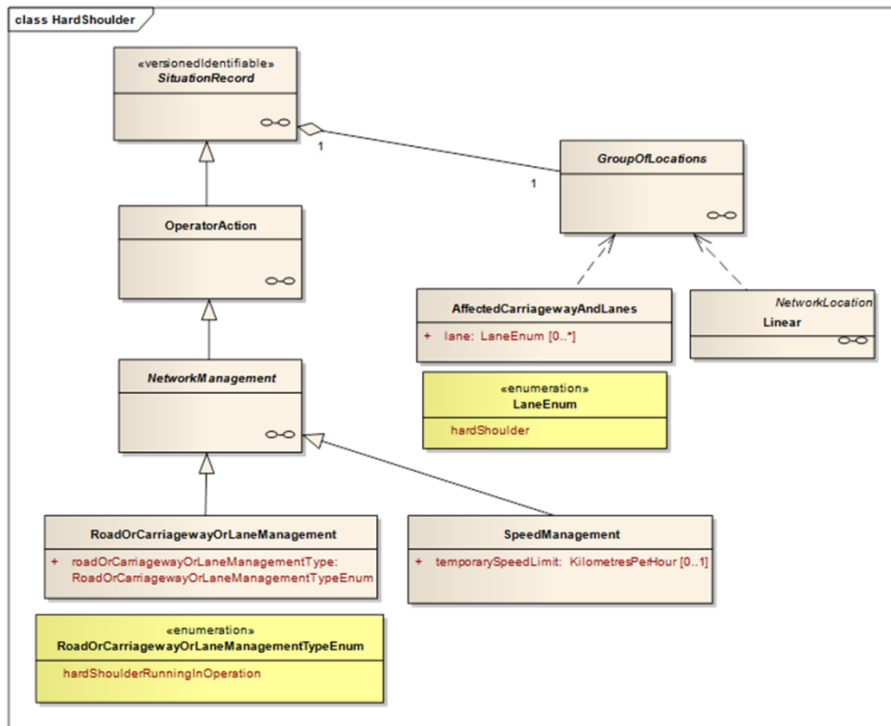 class HardShoulder
«versionedIdentifiable»
SituationRecord
1
1
GroupOfLocations
OperatorAction
AffectedCarriagewayAndLanes
+ lane: LaneEnum [0..*]
NetworkLocation
Linear
«enumeration»
LaneEnum
hardShoulder
NetworkManagement
RoadOrCarriagewayOrLaneManagement
+ roadOrCarriagewayOrLaneManagementType:
RoadOrCarriagewayOrLaneManagementTypeEnum
SpeedManagement
+ temporarySpeedLimit: KilometresPerHour [0..1]
«enumeration»
RoadOrCarriagewayOrLaneManagementTypeEnum
hardShoulderRunningInOperation